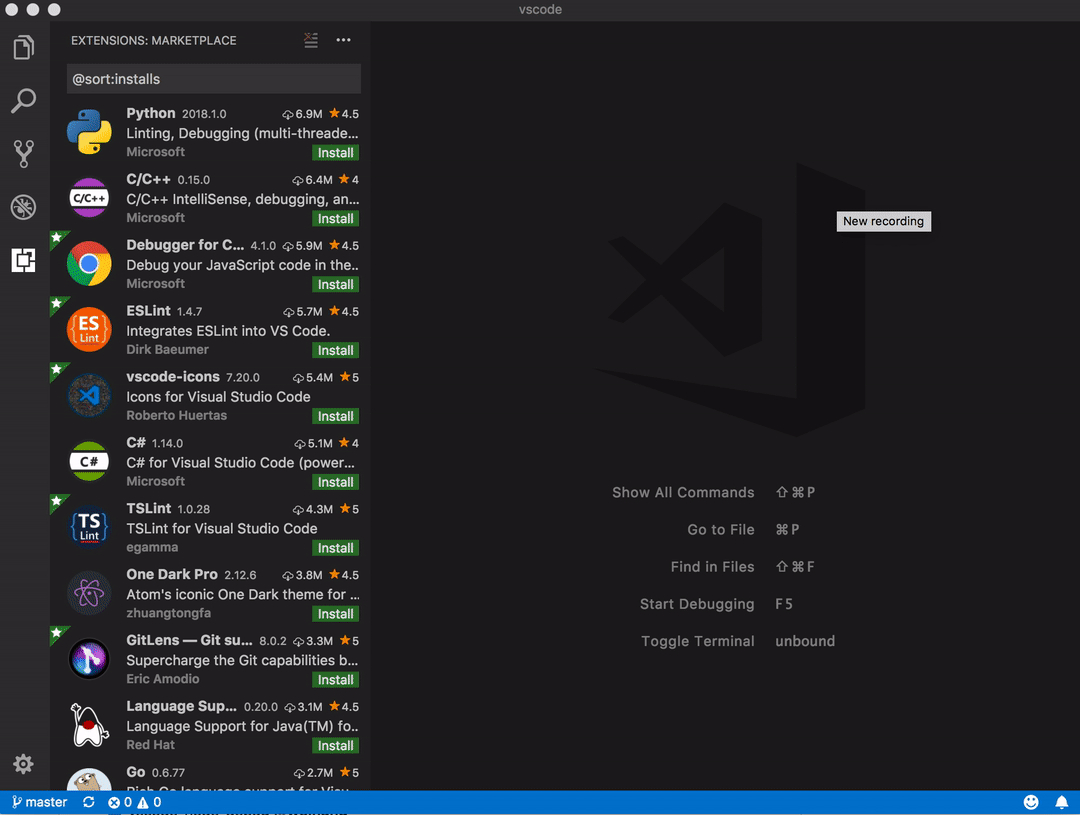 vscode
EXTENSIONS: MARKETPLACE
@sort:installs
Python 2018.1.0 6.9M 4.5
Linting, Debugging (multi-threade...
Microsoft Install
C/C++
C/C++ 0.15.0 6.4M 4
C/C++ IntelliSense, debugging, an...
Microsoft Install
Debugger for C... 4.1.0 5.9M 4.5
Debug your JavaScript code in the..
Microsoft Install
ES
Lint
ESLint 1.4.7 5.7M 4.5
Integrates ESLint into VS Code.
Dirk Baeumer Install
vscode-icons 7.20.0 5.4M 5
Icons for Visual Studio Code
Roberto Huertas Install
C#
C# 1.14.0 5.1M 4
C# for Visual Studio Code (power...
Microsoft Install
TS
Lint
TSLint 1.0.28 4.3M 5
TSLint for Visual Studio Code
egamma Install
One Dark Pro 2.12.6 3.8M 4.5
Atom's iconic One Dark theme for ...
zhuangtongfa Install
GitLens — Git su... 8.0.2 3.3M 5
Supercharge the Git capabilities b...
Eric Amodio Install
Language Sup... 0.20.0 3.1M 4.5
Language Support for Java(TM) fo..
Red Hat Install
Go 0.6.77 2.7M 5
New recording
Show All Commands ⇧⌘P
Go to File ⌘P
Find in Files ⇧⌘F
Start Debugging F5
Toggle Terminal unbound
master 0 0